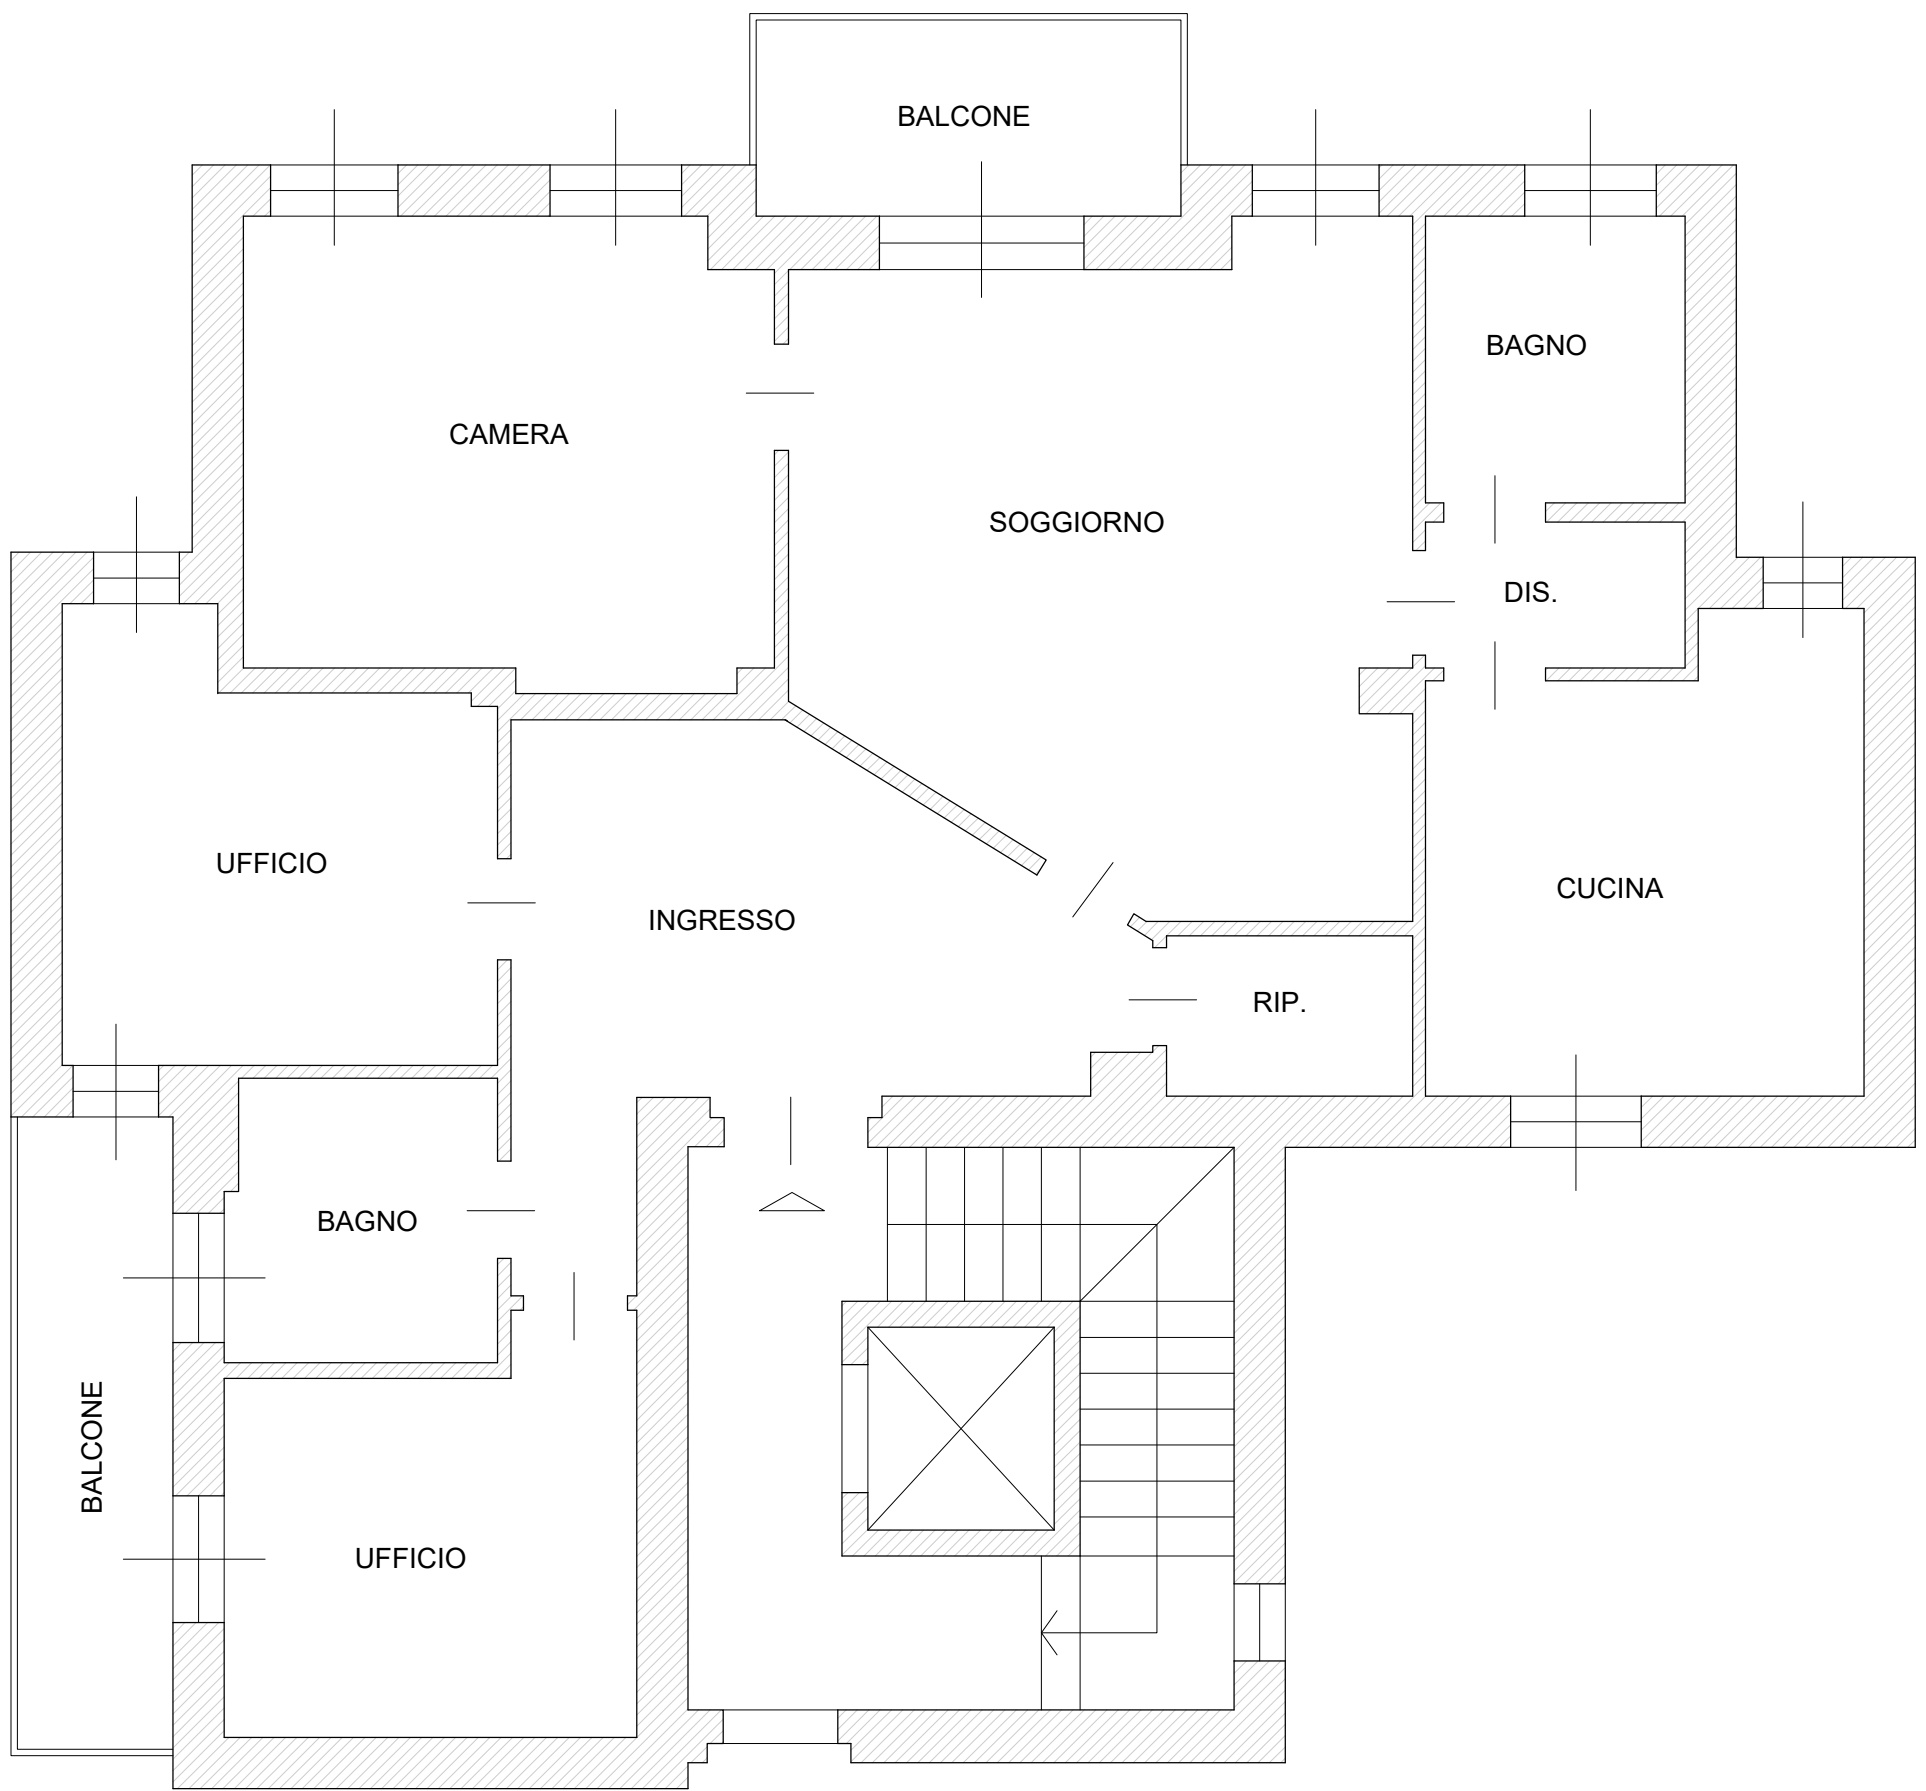 BALCONE
BAGNO
CAMERA
SOGGIORNO
DIS.
UFFICIO
CUCINA
INGRESSO
RIP.
BAGNO
BALCONE
UFFICIO